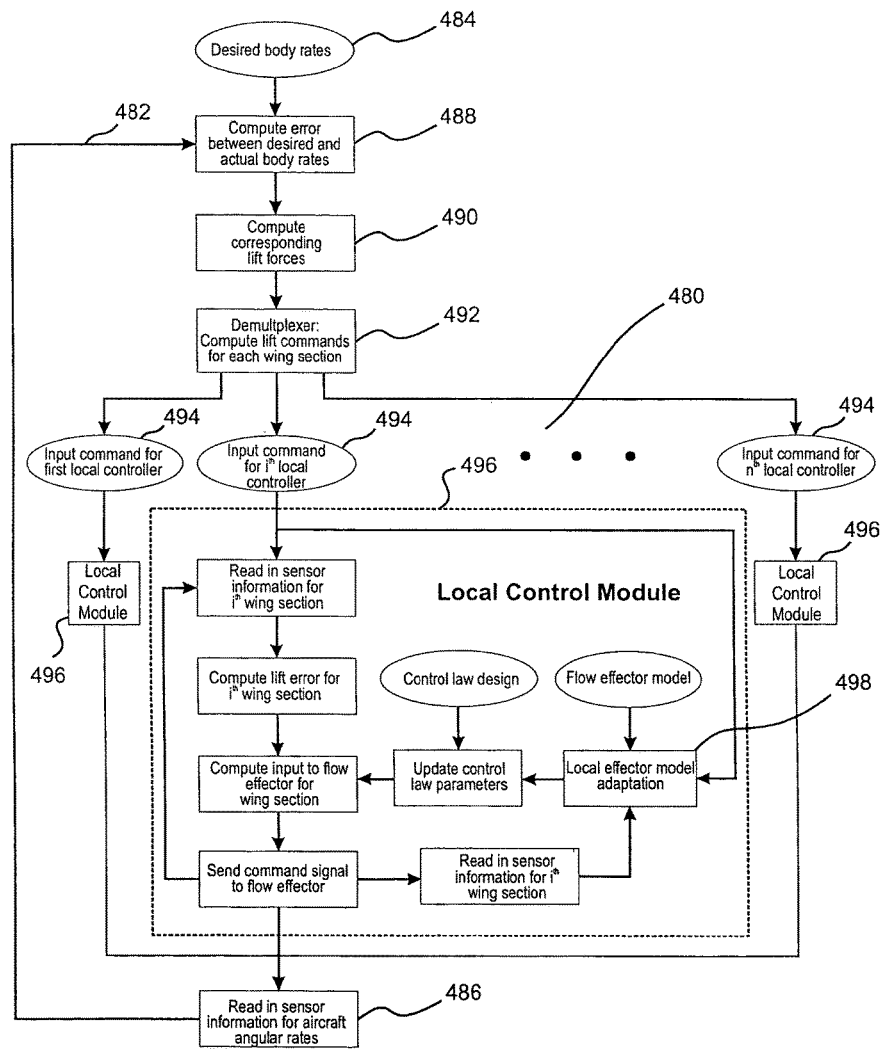 484
Desired body rates
482
488
Compute error
between desired and
actual body rates
490
Compute
corresponding
lift forces
480
492
Demultplexer:
Compute lift commands
for each wing section
494
494
494
Input command for
first local controller
Input command
for ith local
controller
Input command for
nth local controller
496
496
Local
Control
Module
Read in sensor
information for
ith wing section
Local Control Module
Local
Control
Module
496
Compute lift error for
ith wing section
Control law design
Flow effector model
498
Compute input to flow
effector for
wing section
Update control
law parameters
Local effector model
adaptation
Send command signal
to flow effector
Read in sensor
information for ith
wing section
486
Read in sensor
information for aircraft
angular rates